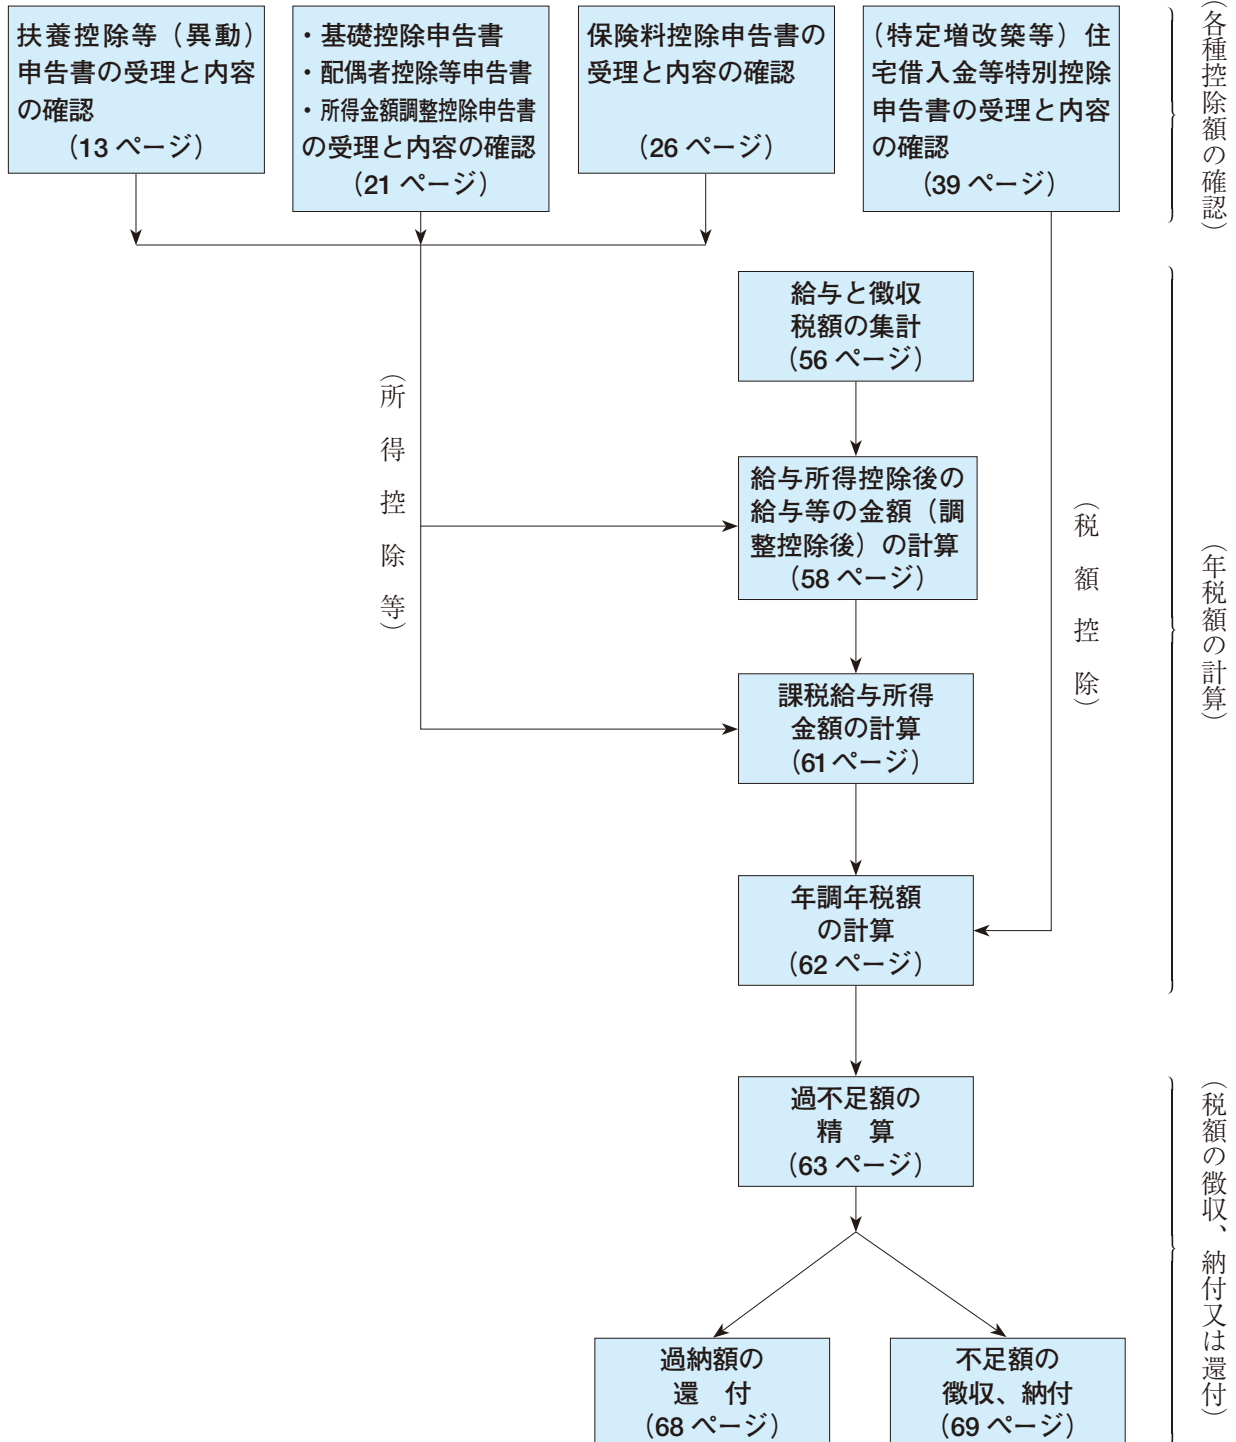 扶養控除等（異動）
申告書の受理と内容
の確認
（13 ページ）
・基礎控除申告書
・配偶者控除等申告書
・所得金額調整控除申告書
の受理と内容の確認
（21 ページ）
保険料控除申告書の
受理と内容の確認
（26 ページ）
（特定増改築等）住
宅借入金等特別控除
申告書の受理と内容
の確認
（39 ページ）
（各種控除額の確認）
給与と徴収
税額の集計
（56 ページ）
（所得控除等）
給与所得控除後の
給与等の金額（調
整控除後）の計算
（58 ページ）
（税額控除）
（年税額の計算）
課税給与所得
金額の計算
（61 ページ）
年調年税額
の計算
（62 ページ）
過不足額の
精　算
（63 ページ）
（税額の徴収、納付又は還付）
過納額の
還　付
（68 ページ）
不足額の
徴収、納付
（69 ページ）